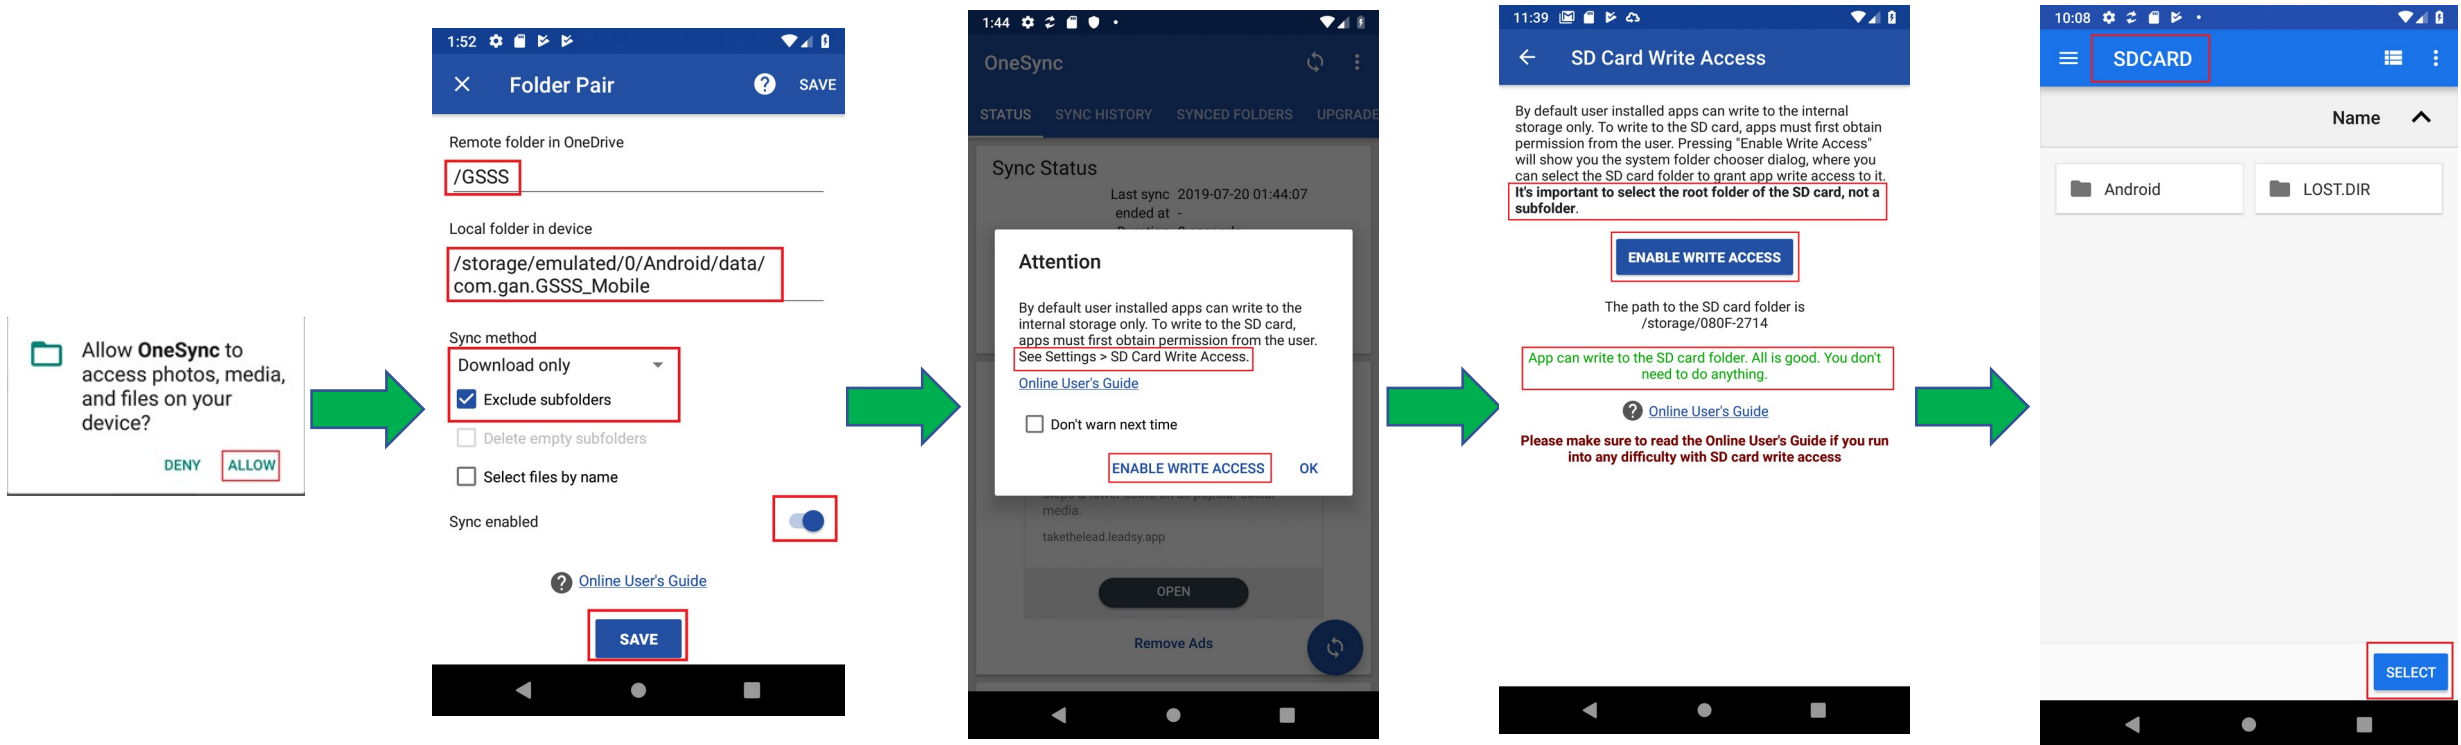 Allow OneSync to
access photos, media,
and files on your
device?
DENY ALLOW
1:52
Folder Pair
SAVE
Remote folder in OneDrive
/GSSS
Local folder in device
/storage/emulated/0/Android/data/
com.gan.GSSS_Mobile
Sync method
Download only
Exclude subfolders
Delete empty subfolders
Select files by name
Sync enabled
Online User's Guide
SAVE
1:44
OneSync
STATUS SYNC HISTORY SYNCED FOLDERS UPGRADE
Sync Status
Last sync 2019-07-20 01:44:07
ended at -
Attention
By default user installed apps can write to the
internal storage only. To write to the SD card,
apps must first obtain permission from the user.
See Settings > SD Card Write Access.
Online User's Guide
Don't warn next time
ENABLE WRITE ACCESS OK
media.
takethelead.leadsy.app
OPEN
Remove Ads
11:39
SD Card Write Access
By default user installed apps can write to the internal
storage only. To write to the SD card, apps must first obtain
permission from the user. Pressing "Enable Write Access"
will show you the system folder chooser dialog, where you
can select the SD card folder to grant app write access to it.
It's important to select the root folder of the SD card, not a
subfolder.
ENABLE WRITE ACCESS
The path to the SD card folder is
/storage/080F-2714
App can write to the SD card folder. All is good. You don't
need to do anything.
Online User's Guide
Please make sure to read the Online User's Guide if you run
into any difficulty with SD card write access
10:08
SDCARD
Name
Android
LOST.DIR
SELECT